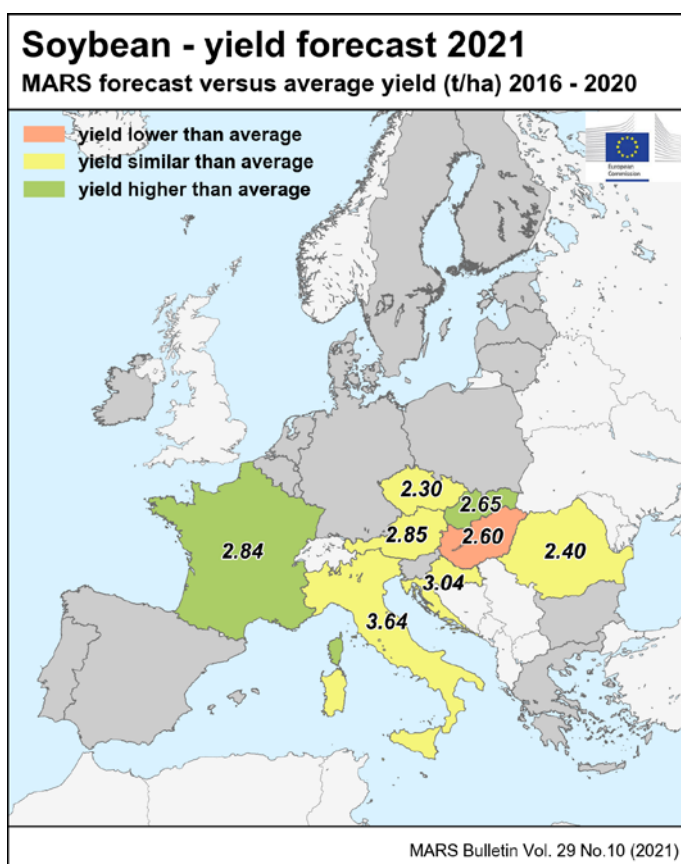 Soybean - yield forecast 2021
MARS forecast versus average yield (t/ha) 2016 - 2020
yield lower than average
yield similar than average
yield higher than average
European
Commission
2.30
2.65
2.85
2.60
2.84
2.40
3.04
3.64
MARS Bulletin Vol. 29 No.10 (2021)